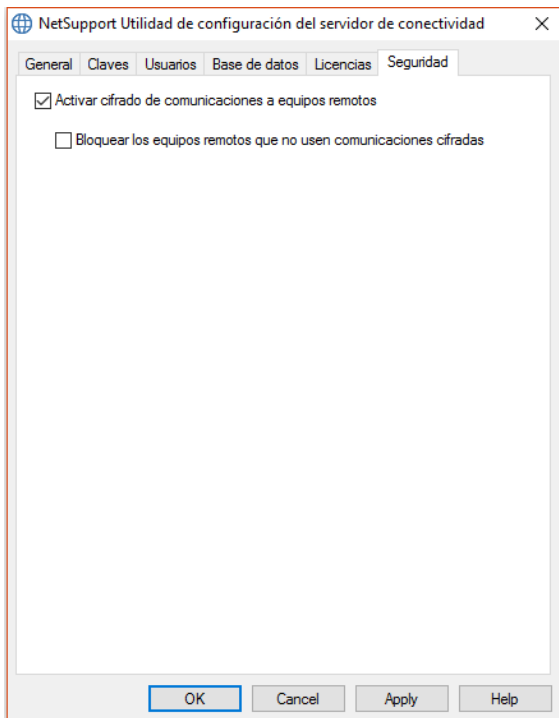 NetSupport Utilidad de configuración del servidor de conectividad
General Claves Usuarios Base de datos Licencias Seguridad
Activar cifrado de comunicaciones a equipos remotos
Bloquear los equipos remotos que no usen comunicaciones cifradas
OK Cancel Apply Help